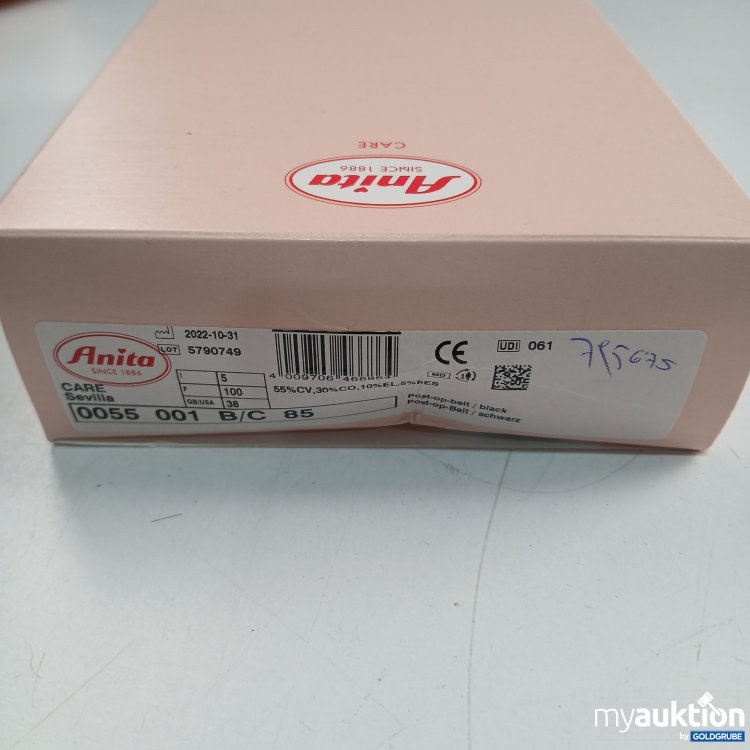 CARE
Anita
SINCE 1886
Anita
SINCE 1886
CARE
Sevilla
2022-10-31
LOT 5790749
I 5
F 100
GB/USA 38
55%CV,30%CO,10%EL,5%PES
0055 001 B/C 85
CE
MD
UDI 061
Post-op-belt / black
Post-op-Belt / schwarz
myauktion
by GOLDGRUBE